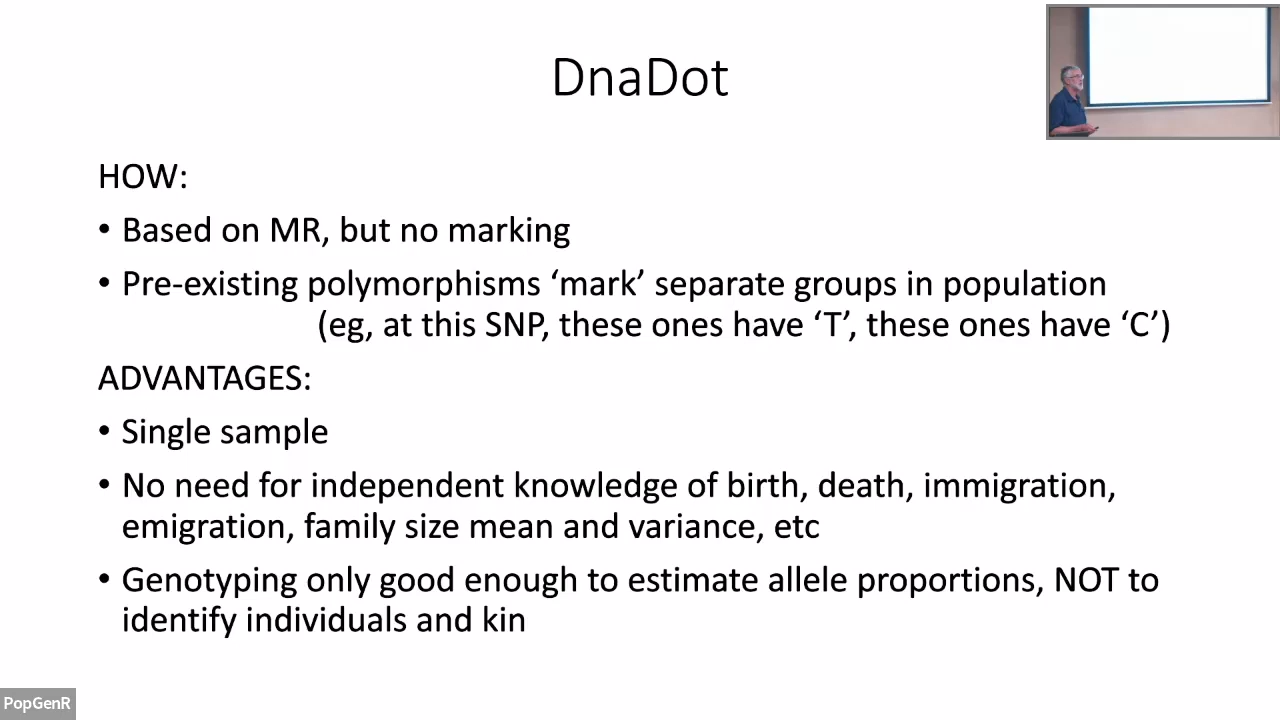 DnaDot
HOW:
• Based on MR, but no marking
• Pre-existing polymorphisms ‘mark’ separate groups in population
(eg, at this SNP, these ones have ‘T’, these ones have ‘C’)
ADVANTAGES:
• Single sample
• No need for independent knowledge of birth, death, immigration,
emigration, family size mean and variance, etc
• Genotyping only good enough to estimate allele proportions, NOT to
identify individuals and kin
PopGenR